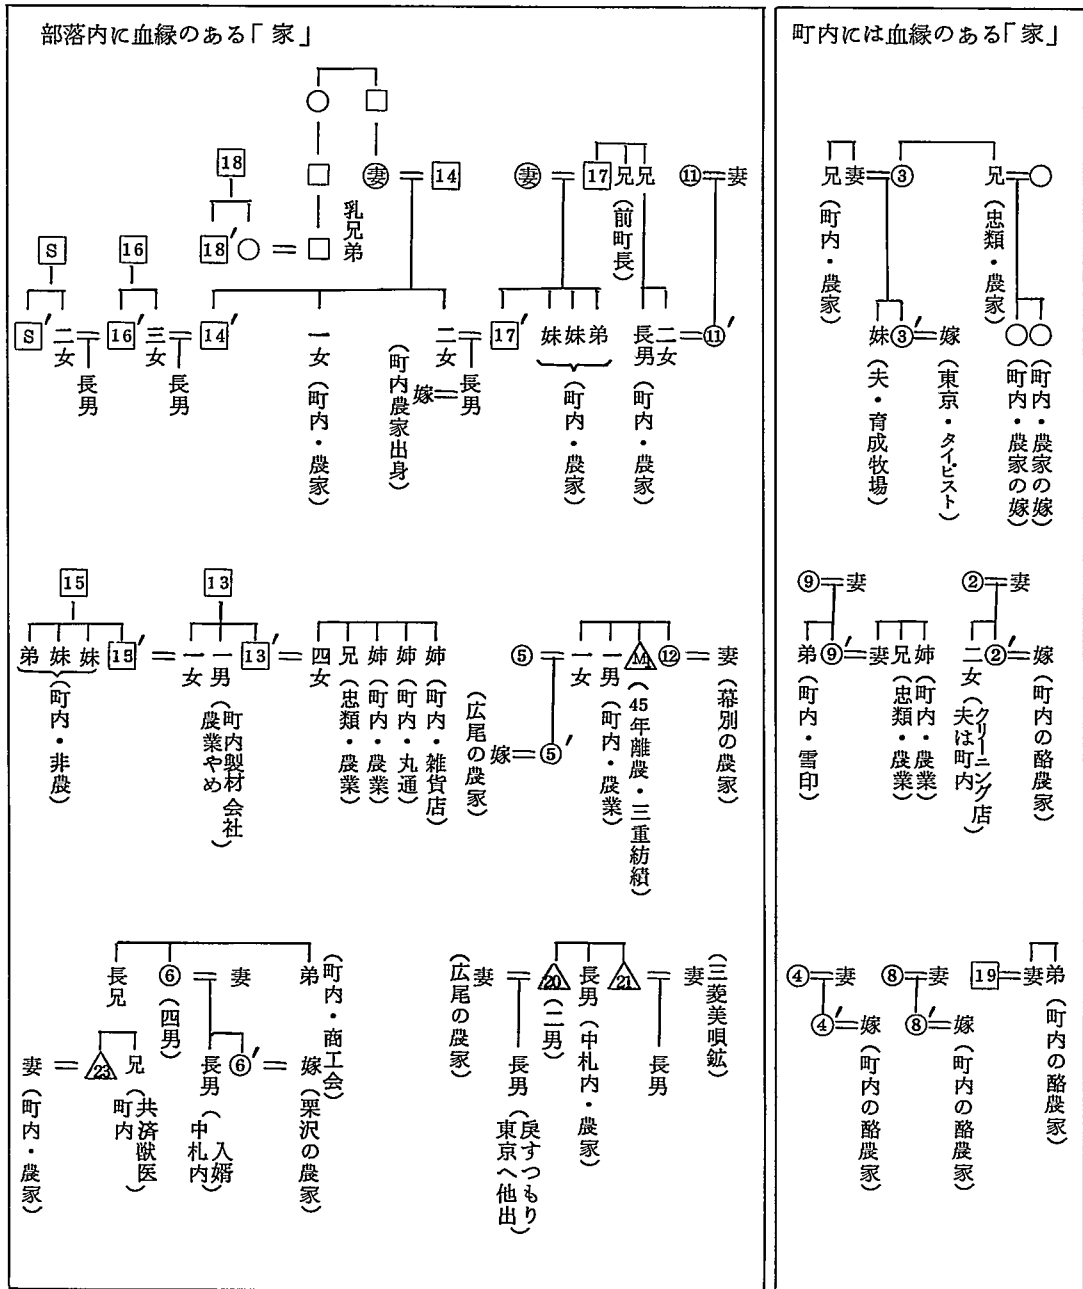 部落内に血縁のある「家」
18
妻
14
妻
17
兄
兄
(前町長)
⑪
妻
乳兄弟
S
16
18′
S′
二女
長男
16′
三女
長男
14′
一女(町内・農家)
(町内農家出身)
嫁
二女
長男
17′
妹
妹
弟
(町内・農家)
長男(町内・農家)
二女
⑪′
15
弟
妹
妹
(町内・非農)
15′
13
一女
一男(町内製材会社 農業やめ)
13′
四女
兄(忠類・農業)
姉(町内・農業)
姉(町内・丸通)
姉(町内・雑貨店)
⑤
(広尾の農家)
嫁
⑤′
一女
一男(町内・農業)
M1
(45年離農・三重紡績)
⑫
妻(幕別の農家)
長兄
⑥(四男)
妻
弟(町内・商工会)
妻(町内・農家)
23
兄(共済獣医 町内)
長男(入婿 中札内)
⑥′
嫁(栗沢の農家)
(広尾の農家)
妻
20
(二男)
長男(中札内・農家)
21
妻(三菱美唄鉱)
長男(戻すつもり 東京へ他出)
長男
町内には血縁のある「家」
兄(町内・農家)
妻
③
兄(忠類・農家)
妹(夫・育成牧場)
③′
嫁(東京・タイピスト)
(町内・農家の嫁)
(町内・農家の嫁)
⑨
妻
弟(町内・雪印)
⑨′
妻
兄(忠類・農業)
姉(町内・農業)
②
妻
二女(夫は町内クリーニング店)
②′
嫁(町内の酪農家)
④
妻
④′
嫁(町内の酪農家)
⑧
妻
⑧′
嫁(町内の酪農家)
19
妻
弟(町内の酪農家)